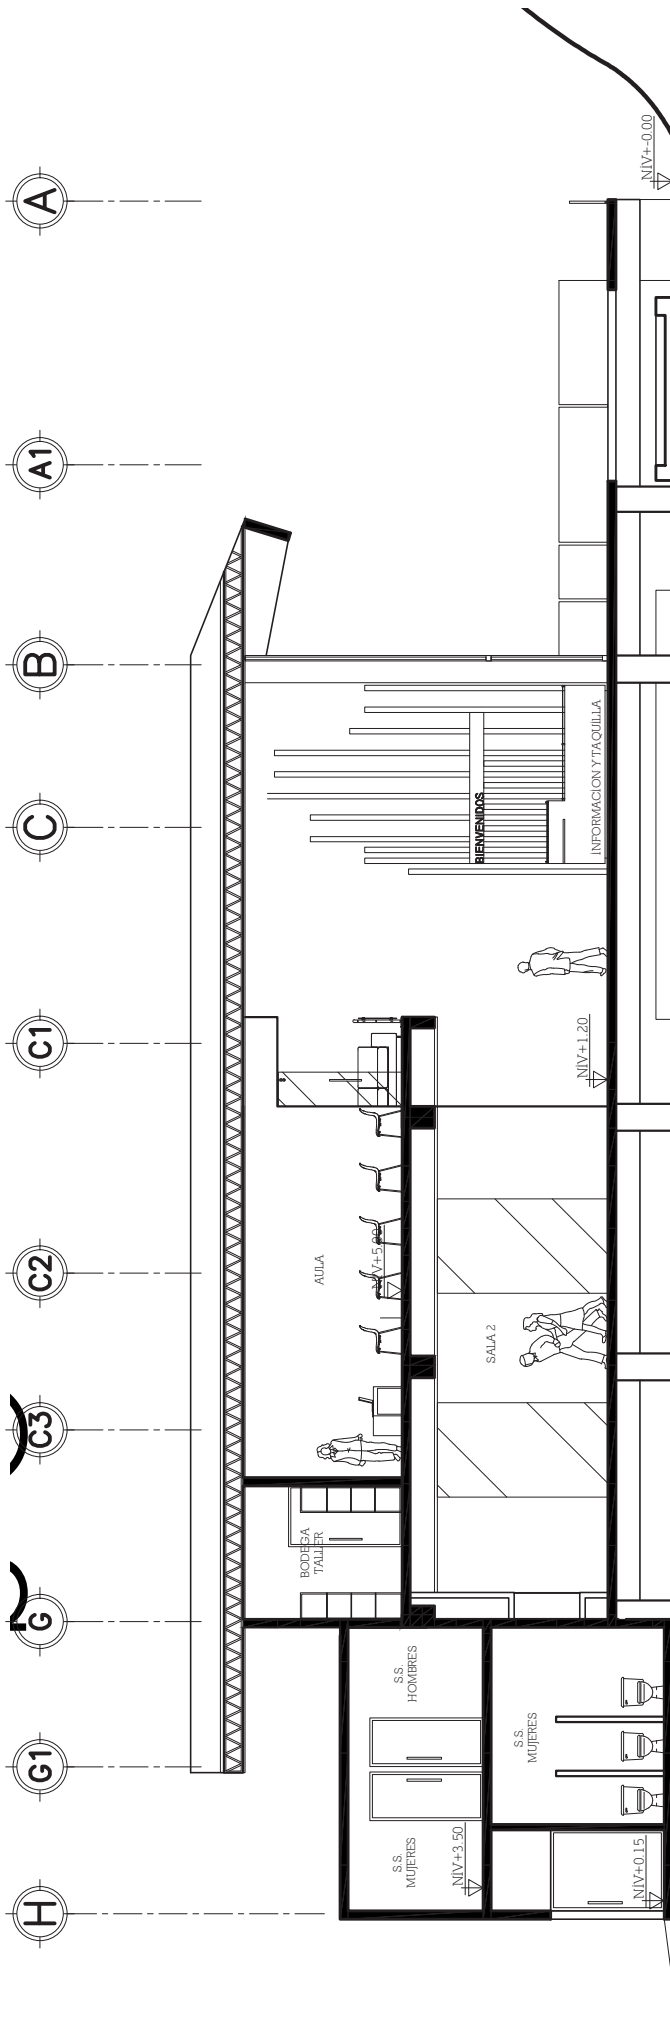 A
A1
B
C
C1
C2
C3
G
G1
H
NIV+-0.00
BIENVENIDOS
INFORMACION Y TAQUILLA
NIV+1.20
AULA
NIV+5.00
SALA 2
BODEGA
TALLER
S.S.
HOMBRES
S.S.
MUJERES
S.S.
MUJERES
NIV+3.50
NIV+0.15